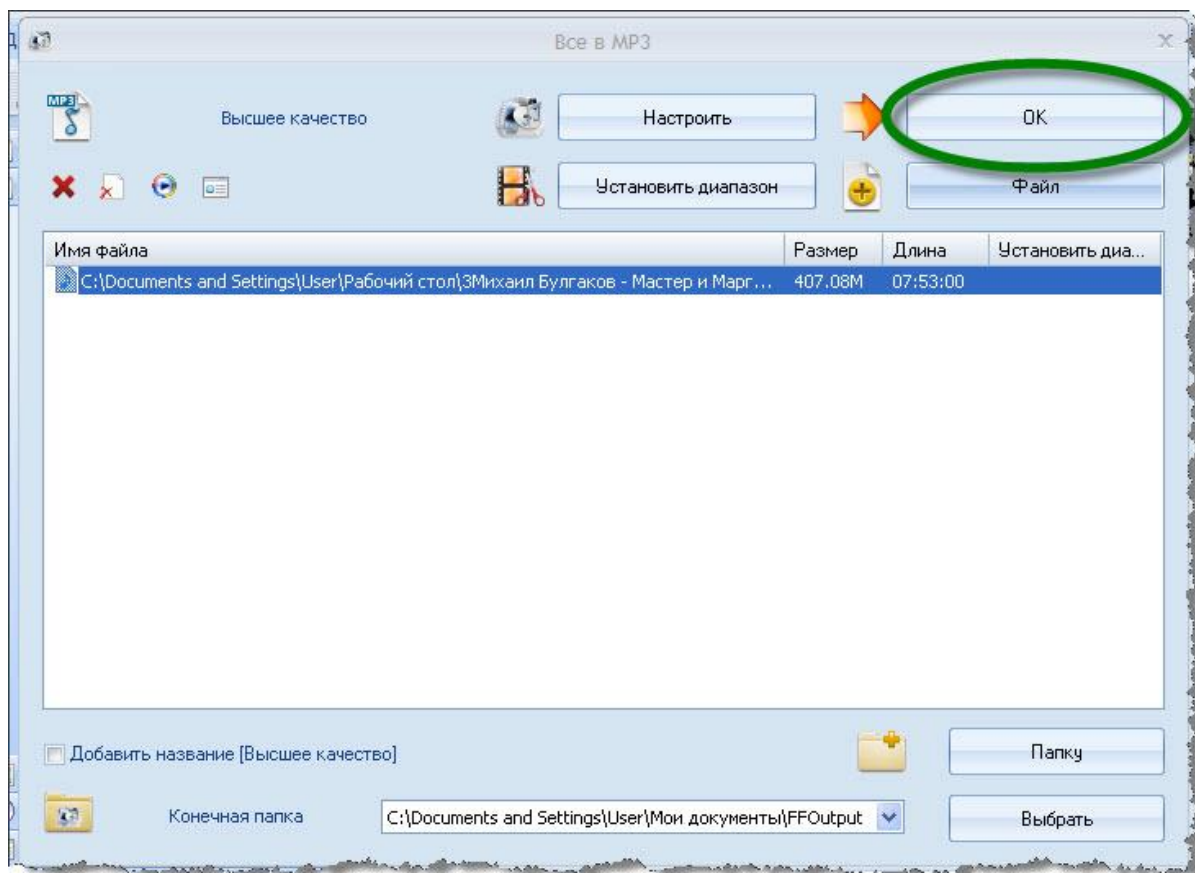 Все в MP3
MP3
Высшее качество
Настроить
OK
Установить диапазон
Файл
Имя файла
Размер
Длина
Установить диа...
C:\Documents and Settings\User\Рабочий стол\3Михаил Булгаков - Мастер и Марг...
407.08M
07:53:00
Добавить название [Высшее качество]
Папку
Конечная папка
C:\Documents and Settings\User\Мои документы\FFOutput
Выбрать